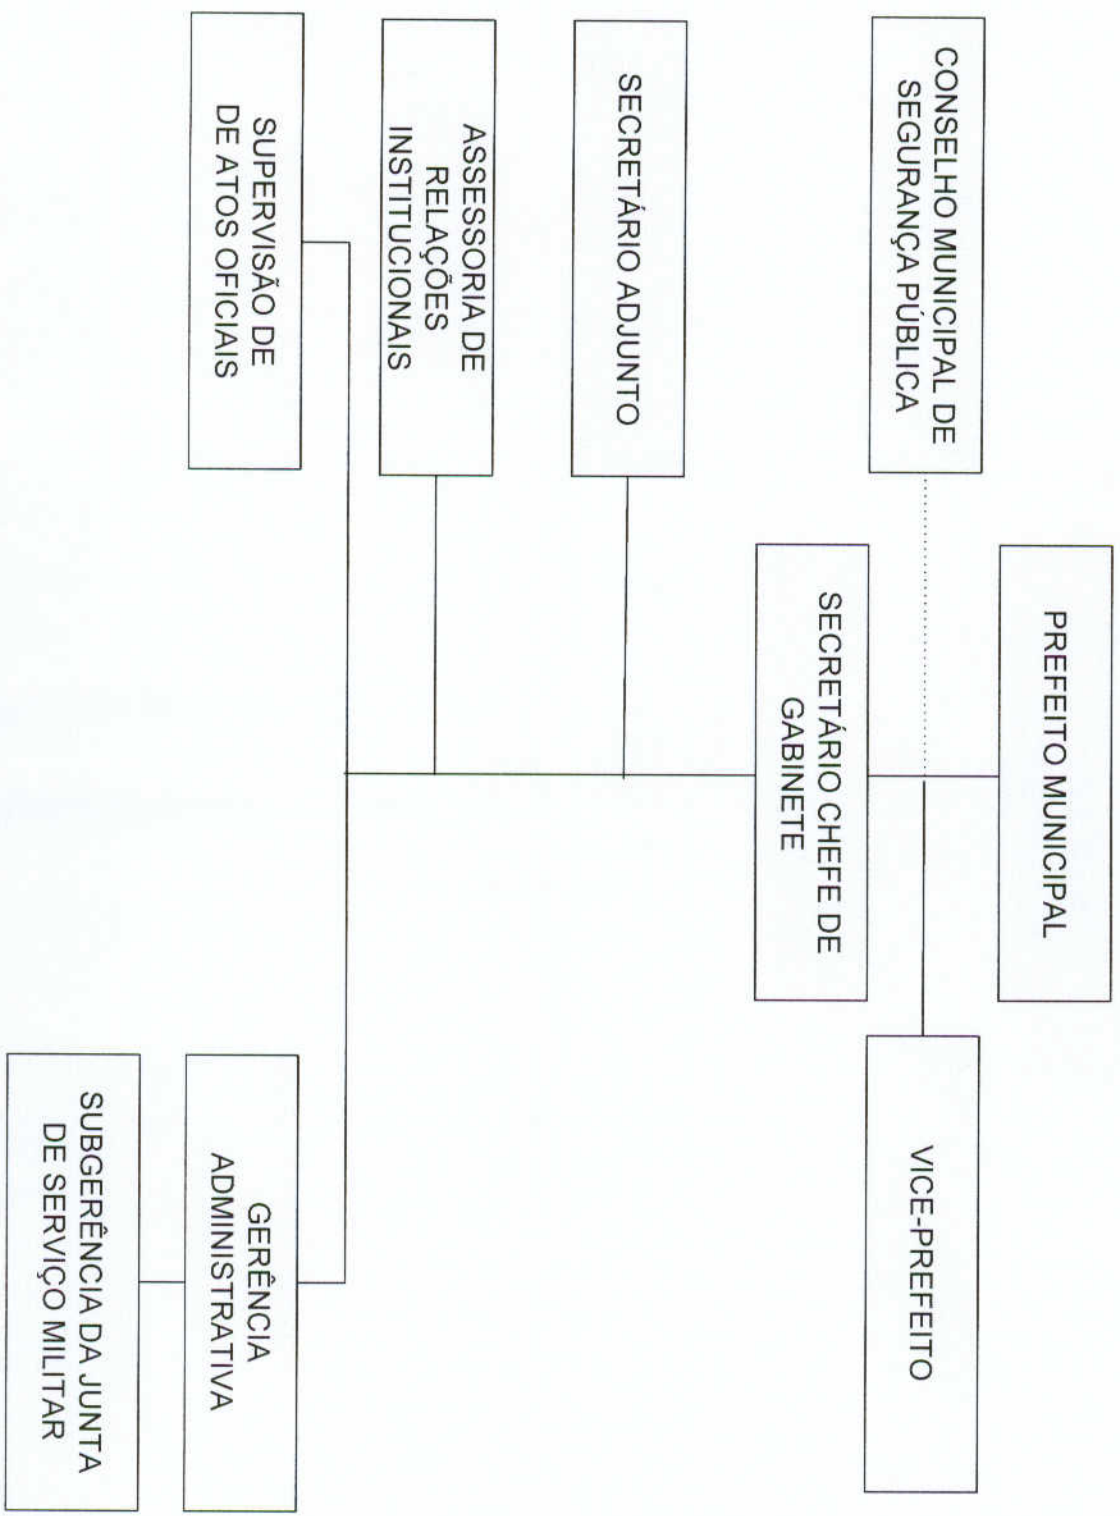 PREFEITO MUNICIPAL
CONSELHO MUNICIPAL DE
SEGURANÇA PÚBLICA
VICE-PREFEITO
SECRETÁRIO CHEFE DE
GABINETE
SECRETÁRIO ADJUNTO
ASSESSORIA DE
RELAÇÕES
INSTITUCIONAIS
SUPERVISÃO DE
DE ATOS OFICIAIS
GERÊNCIA
ADMINISTRATIVA
SUBGERÊNCIA DA JUNTA
DE SERVIÇO MILITAR